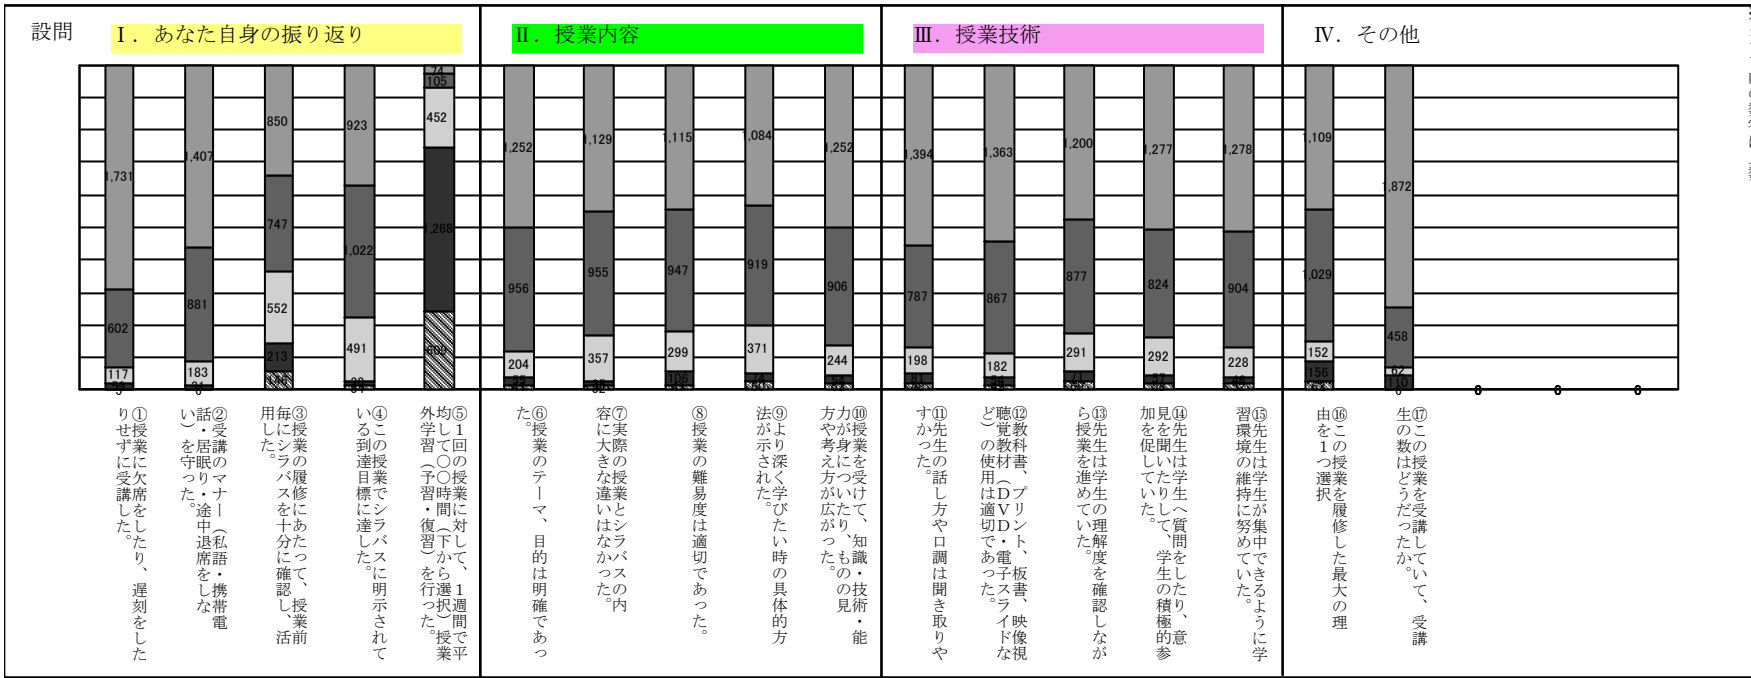 設問
Ⅰ．あなた自身の振り返り
Ⅱ．授業内容
Ⅲ．授業技術
Ⅳ．その他
1,731
602
117
1,407
881
183
850
747
552
213
146
923
1,022
491
74
105
452
1,268
609
1,252
956
204
1,129
955
357
1,115
947
299
106
1,084
919
371
74
1,252
906
244
54
1,394
787
198
81
1,363
867
182
54
1,200
877
291
71
1,277
824
292
57
1,278
904
228
1,109
1,029
152
156
1,872
458
62
110
0
0
0
①授業に欠席をしたり、遅刻をした
りせずに受講した。
②受講のマナー（私語・携帯電
話・居眠り・途中退席をしな
い）を守った。
③授業の履修にあたって、授業前
毎にシラバスを十分に確認し、活
用した。
④この授業でシラバスに明示されて
いる到達目標に達した。
⑤１回の授業に対して、１週間で平
均して〇〇時間（下から選択）授業
外学習（予習・復習）を行った。
⑥授業のテーマ、目的は明確であっ
た。
⑦実際の授業とシラバスの内
容に大きな違いはなかった。
⑧授業の難易度は適切であった。
⑨より深く学びたい時の具体的方
法が示された。
⑩授業を受けて、知識・技術・能
力が身についたり、ものの見
方や考え方が広がった。
⑪先生の話し方や口調は聞き取りや
すかった。
⑫教科書、プリント、板書、映像視
聴覚教材（ＤＶＤ・電子スライドな
ど）の使用は適切であった。
⑬先生は学生の理解度を確認しなが
ら授業を進めていた。
⑭先生は学生へ質問をしたり、意
見を聞いたりして、学生の積極的参
加を促していた。
⑮先生は学生が集中できるように学
習環境の維持に努めていた。
⑯この授業を履修した最大の理
由を１つ選択
⑰この授業を受講していて、受講
生の数はどうだったか。